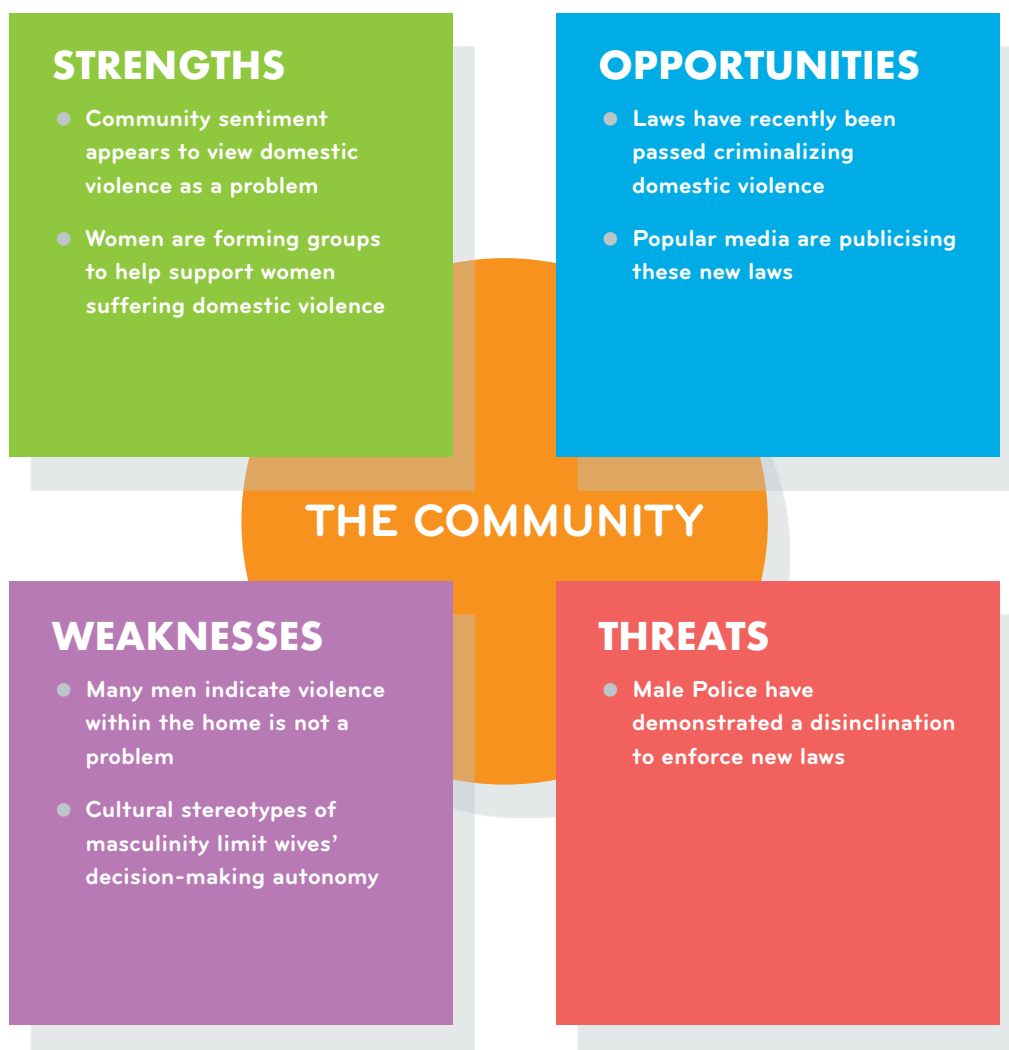 STRENGTHS
Community sentiment
appears to view domestic
violence as a problem
Women are forming groups
to help support women
suffering domestic violence
OPPORTUNITIES
Laws have recently been
passed criminalizing
domestic violence
Popular media are publicising
these new laws
THE COMMUNITY
WEAKNESSES
Many men indicate violence
within the home is not a
problem
Cultural stereotypes of
masculinity limit wives’
decision-making autonomy
THREATS
Male Police have
demonstrated a disinclination
to enforce new laws